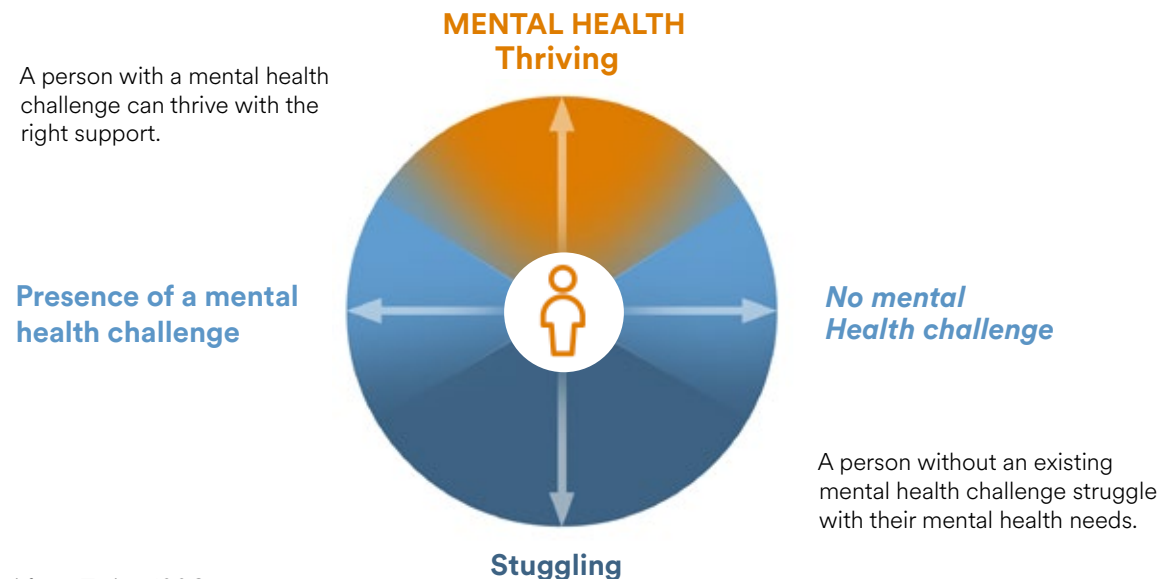 MENTAL HEALTH
Thriving
A person with a mental health
challenge can thrive with the
right support.
Presence of a mental
health challenge
No mental
Health challenge
A person without an existing
mental health challenge struggle
with their mental health needs.
Stuggling